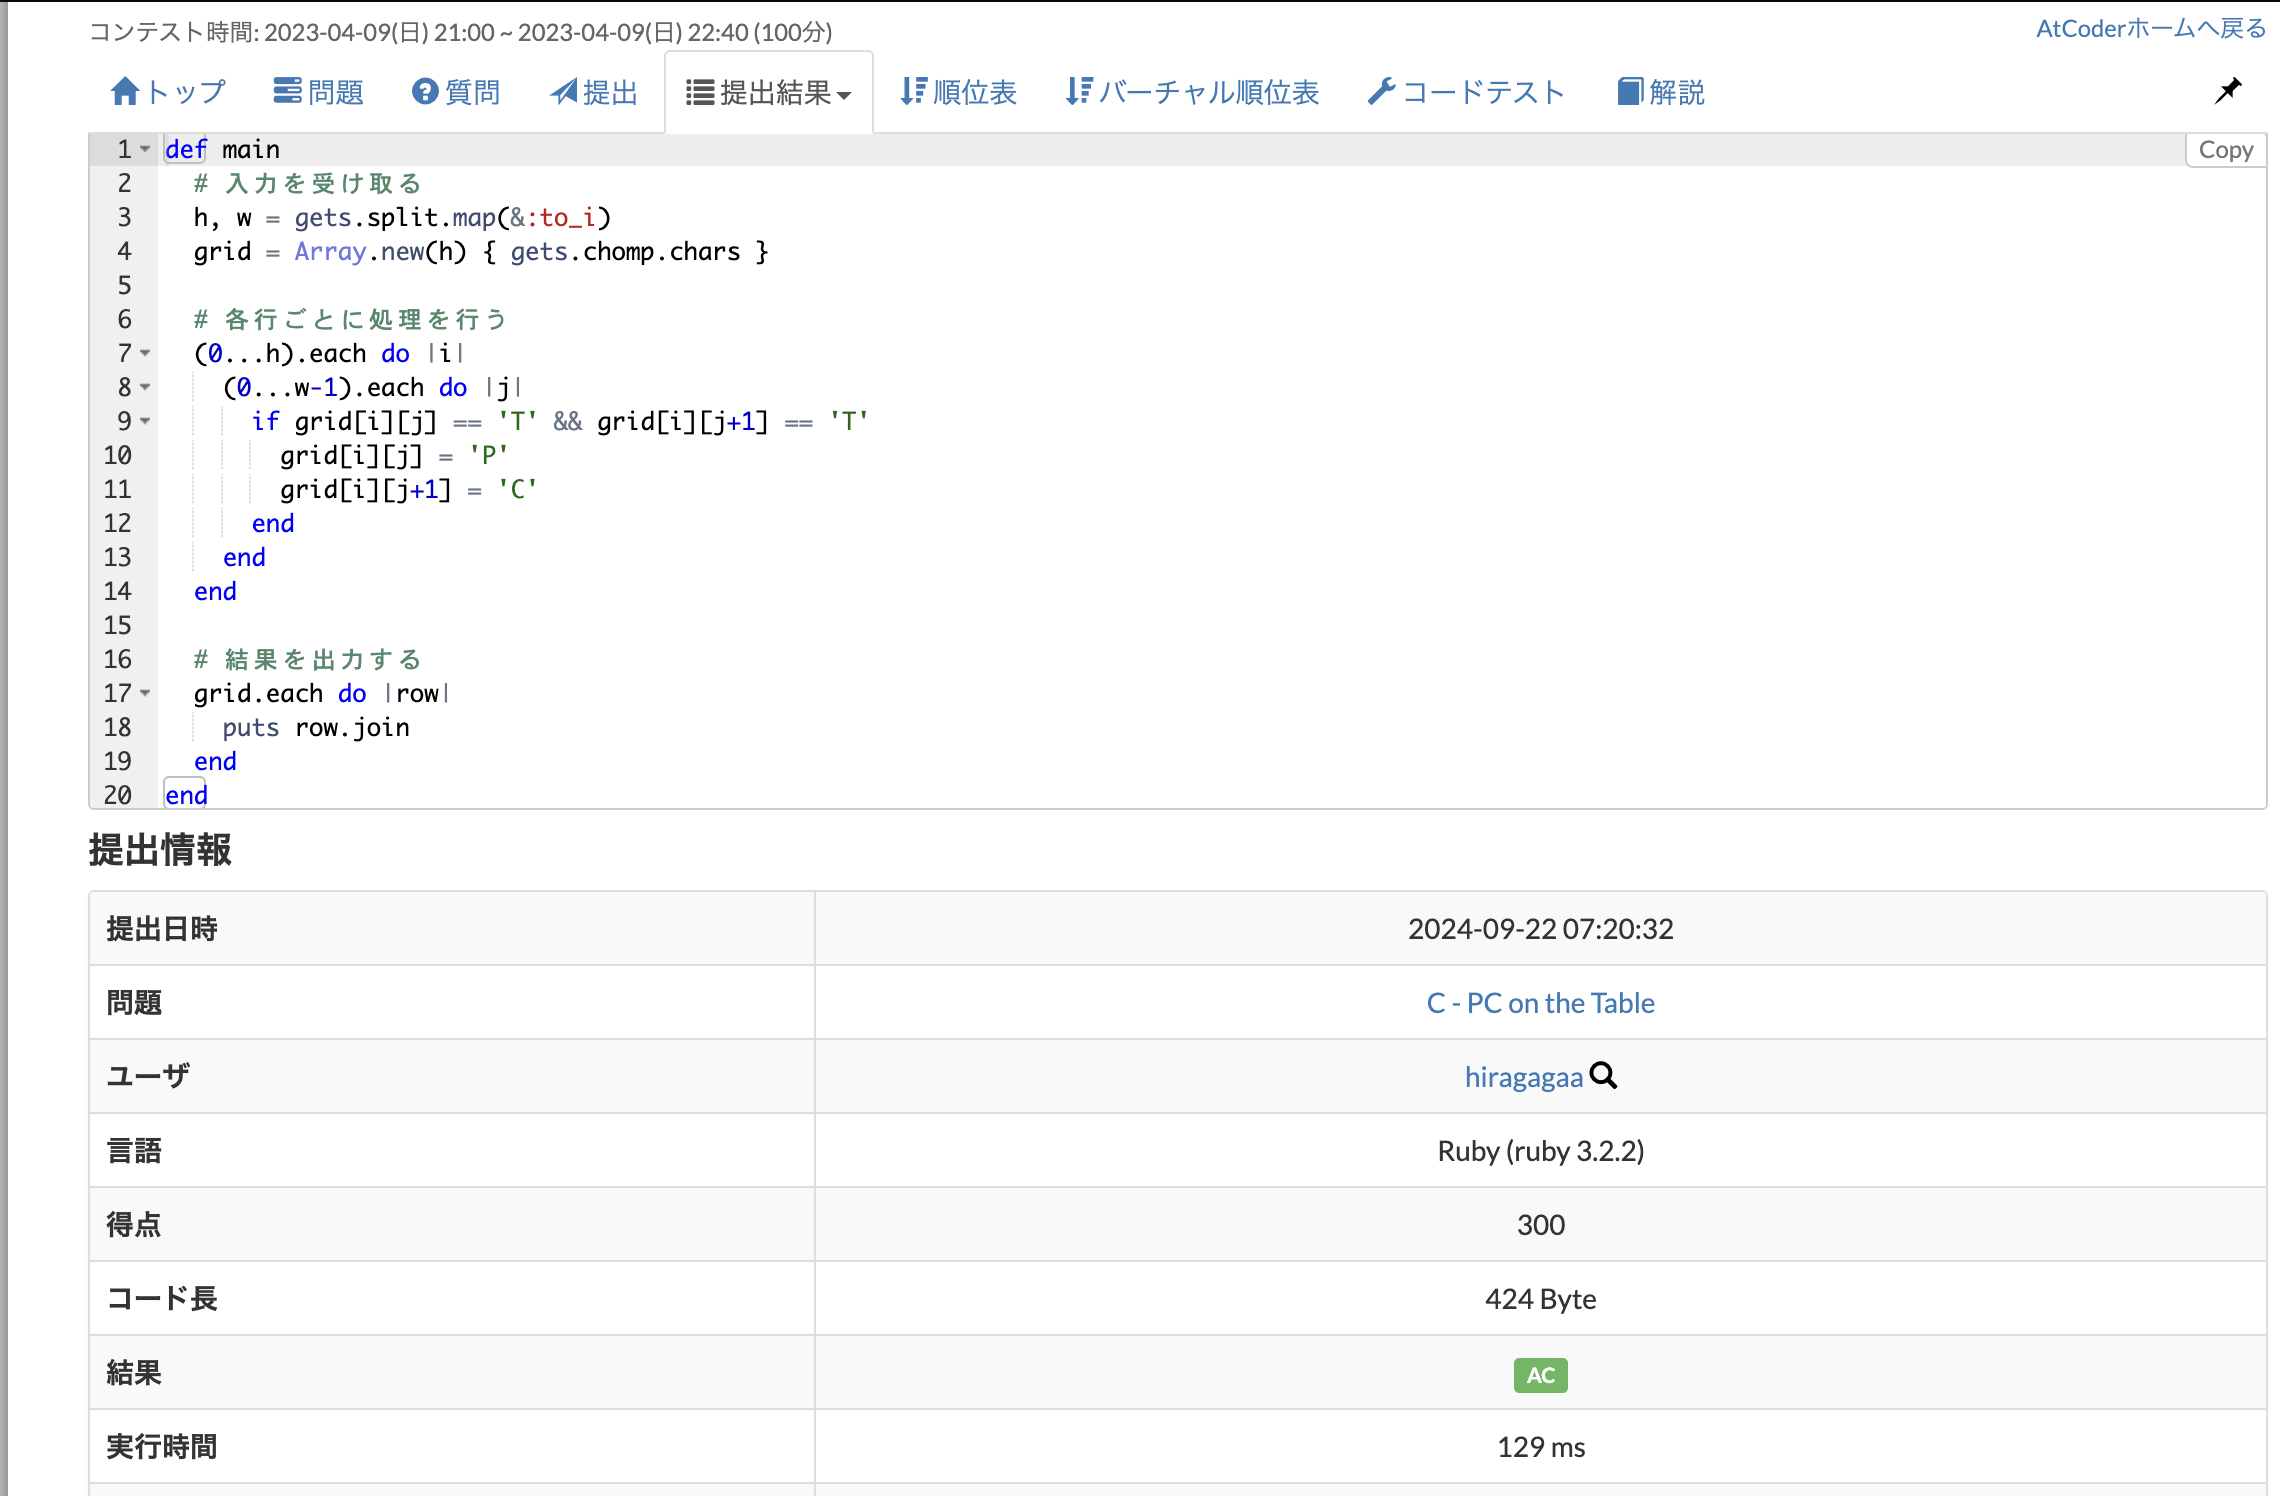 コンテスト時間: 2023-04-09(日) 21:00 ~ 2023-04-09(日) 22:40 (100分)
AtCoderホームへ戻る
トップ 問題 質問 提出 提出結果 順位表 バーチャル順位表 コードテスト 解説
Copy
1 def main
2   # 入力を受け取る
3   h, w = gets.split.map(&:to_i)
4   grid = Array.new(h) { gets.chomp.chars }
5
6   # 各行ごとに処理を行う
7   (0...h).each do |i|
8     (0...w-1).each do |j|
9       if grid[i][j] == 'T' && grid[i][j+1] == 'T'
10         grid[i][j] = 'P'
11         grid[i][j+1] = 'C'
12       end
13     end
14   end
15
16   # 結果を出力する
17   grid.each do |row|
18     puts row.join
19   end
20 end
提出情報
提出日時 2024-09-22 07:20:32
問題 C - PC on the Table
ユーザ hiragagaa
言語 Ruby (ruby 3.2.2)
得点 300
コード長 424 Byte
結果 AC
実行時間 129 ms